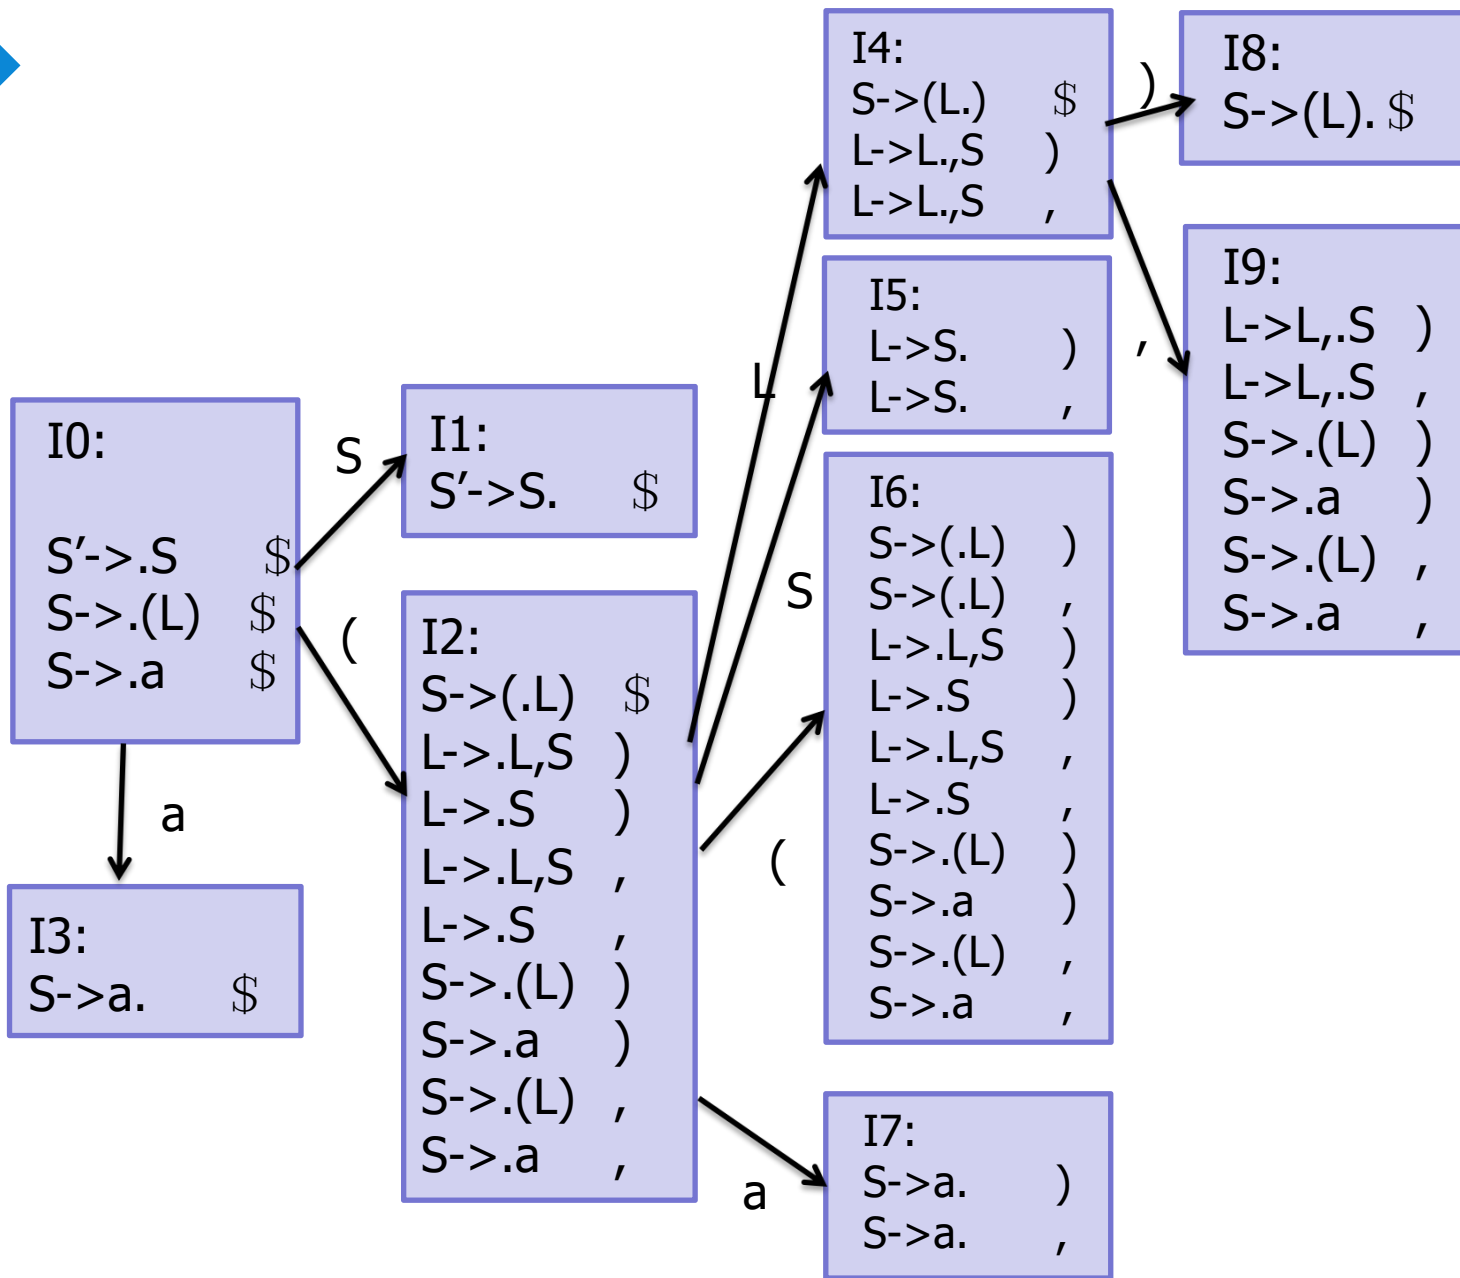 I0:
S′->.S $
S->.(L) $
S->.a $
S
(
a
I1:
S′->S. $
I2:
S->(.L) $
L->.L,S )
L->.S )
L->.L,S ,
L->.S ,
S->.(L) )
S->.a )
S->.(L) ,
S->.a ,
I3:
S->a. $
L
S
(
a
I4:
S->(L.) $
L->L.,S )
L->L.,S ,
I5:
L->S. )
L->S. ,
I6:
S->(.L) )
S->(.L) ,
L->.L,S )
L->.S )
L->.L,S ,
L->.S ,
S->.(L) )
S->.a )
S->.(L) ,
S->.a ,
I7:
S->a. )
S->a. ,
)
,
I8:
S->(L). $
I9:
L->L,.S )
L->L,.S ,
S->.(L) )
S->.a )
S->.(L) ,
S->.a ,